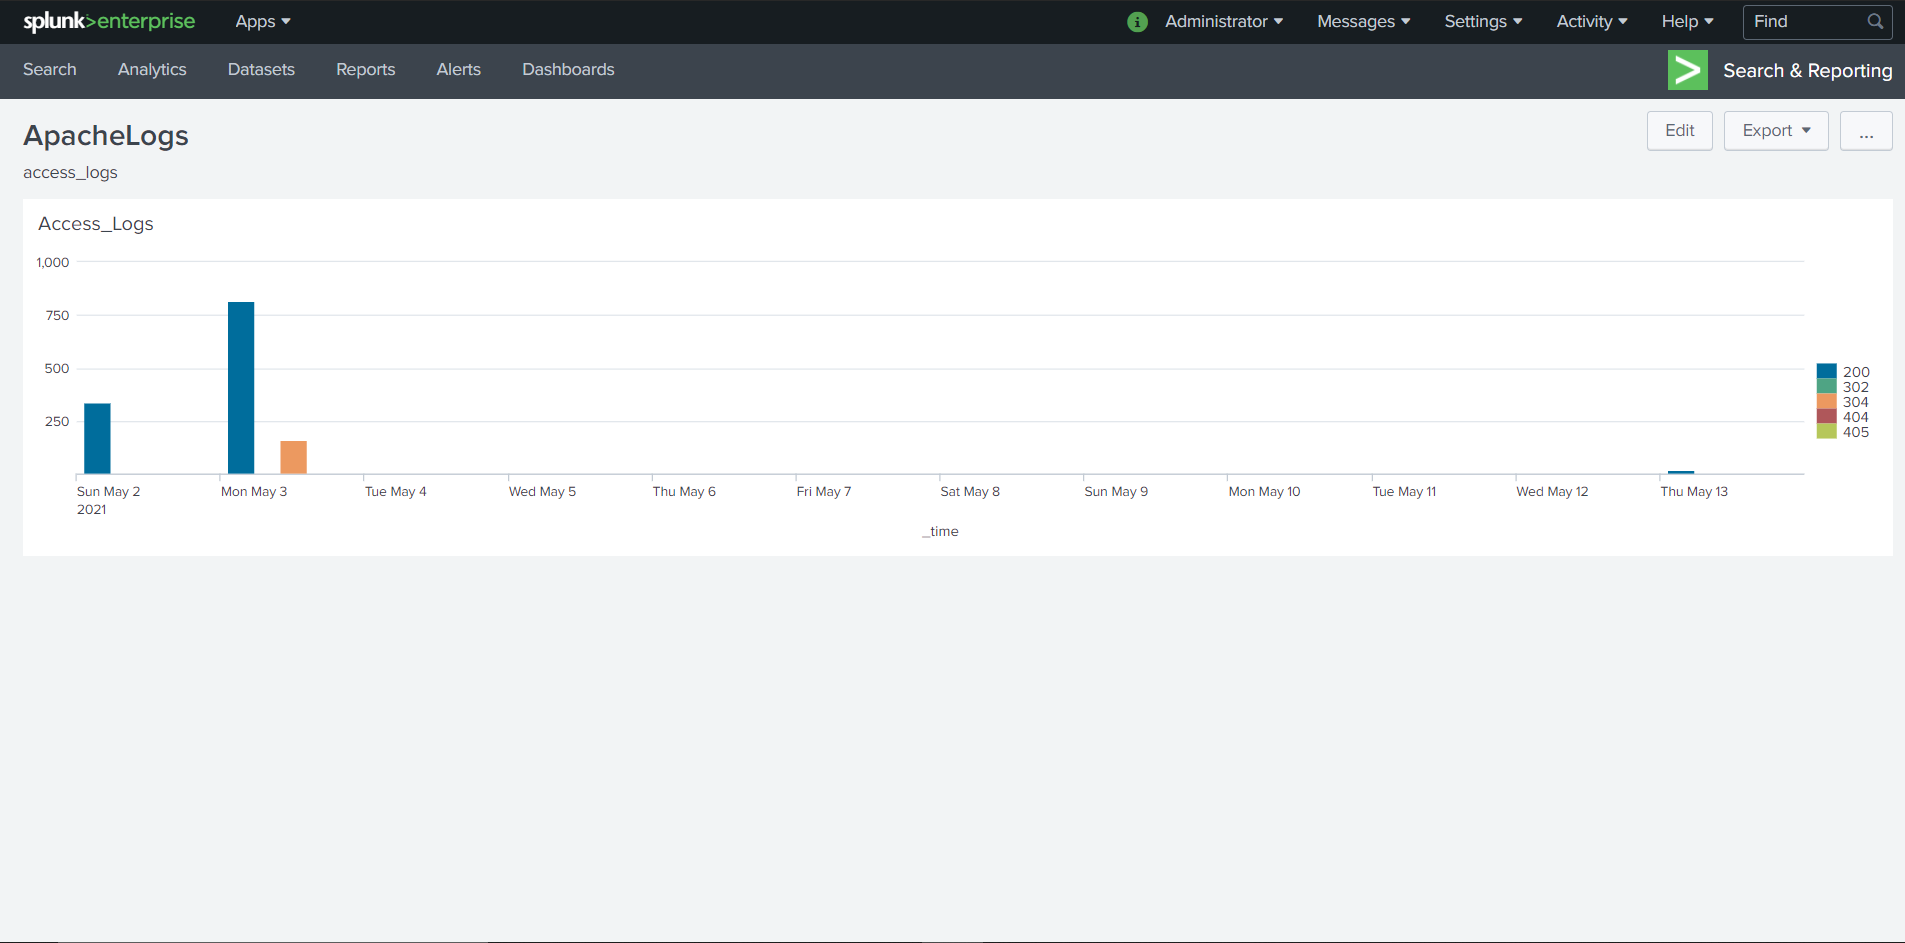 splunk>enterprise Apps Administrator Messages Settings Activity Help Find
Search Analytics Datasets Reports Alerts Dashboards Search & Reporting
ApacheLogs Edit Export ...
access_logs
Access_Logs
1,000
750
500
250
200
302
304
404
405
Sun May 2 Mon May 3 Tue May 4 Wed May 5 Thu May 6 Fri May 7 Sat May 8 Sun May 9 Mon May 10 Tue May 11 Wed May 12 Thu May 13
2021
_time